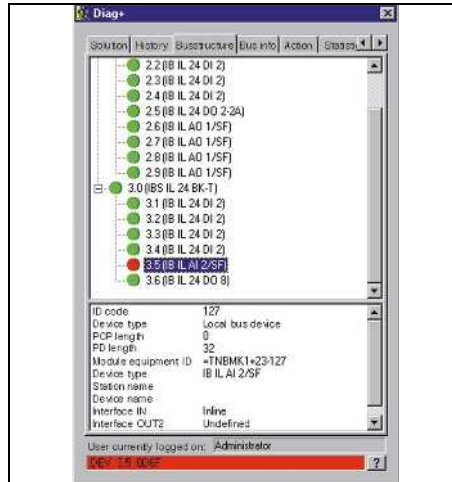 Diag+
Solution History Busstructure Bus info Action Statisti
2.2 (IB IL 24 DI 2)
2.3 (IB IL 24 DI 2)
2.4 (IB IL 24 DI 2)
2.5 (IB IL 24 DO 2-2A)
2.6 (IB IL AO 1/SF)
2.7 (IB IL AO 1/SF)
2.8 (IB IL AO 1/SF)
2.9 (IB IL AO 1/SF)
3.0 (IBS IL 24 BK-T)
3.1 (IB IL 24 DI 2)
3.2 (IB IL 24 DI 2)
3.3 (IB IL 24 DI 2)
3.4 (IB IL 24 DI 2)
3.5 (IB IL AI 2/SF)
3.6 (IB IL 24 DO 8)
ID code 127
Device type Local bus device
PCP length 0
PD length 32
Module equipment ID =TNBMK1+23-127
Device type IB IL AI 2/SF
Station name
Device name
Interface IN Inline
Interface OUT2 Undefined
User currently logged on: Administrator
DEV 3.5 0D6F
?